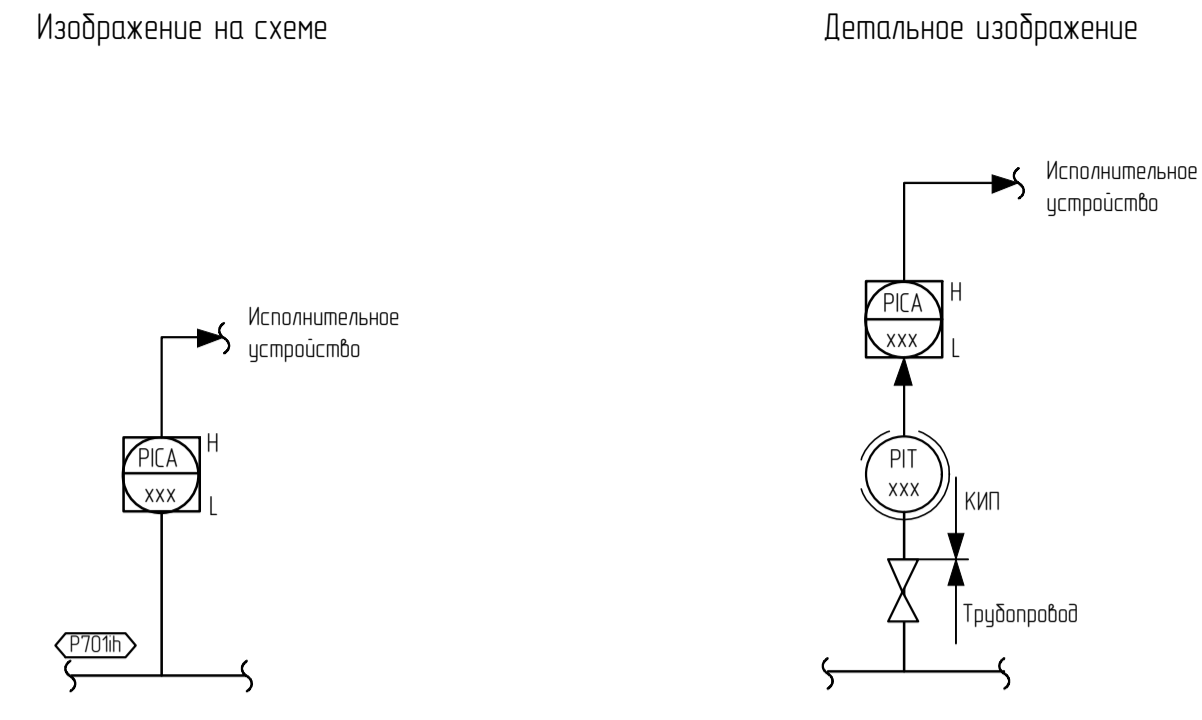 Изображение на схеме
Исполнительное
устройство
PICA
xxx
H
L
P701ih
Детальное изображение
Исполнительное
устройство
PICA
xxx
H
L
PIT
xxx
КИП
Трубопровод